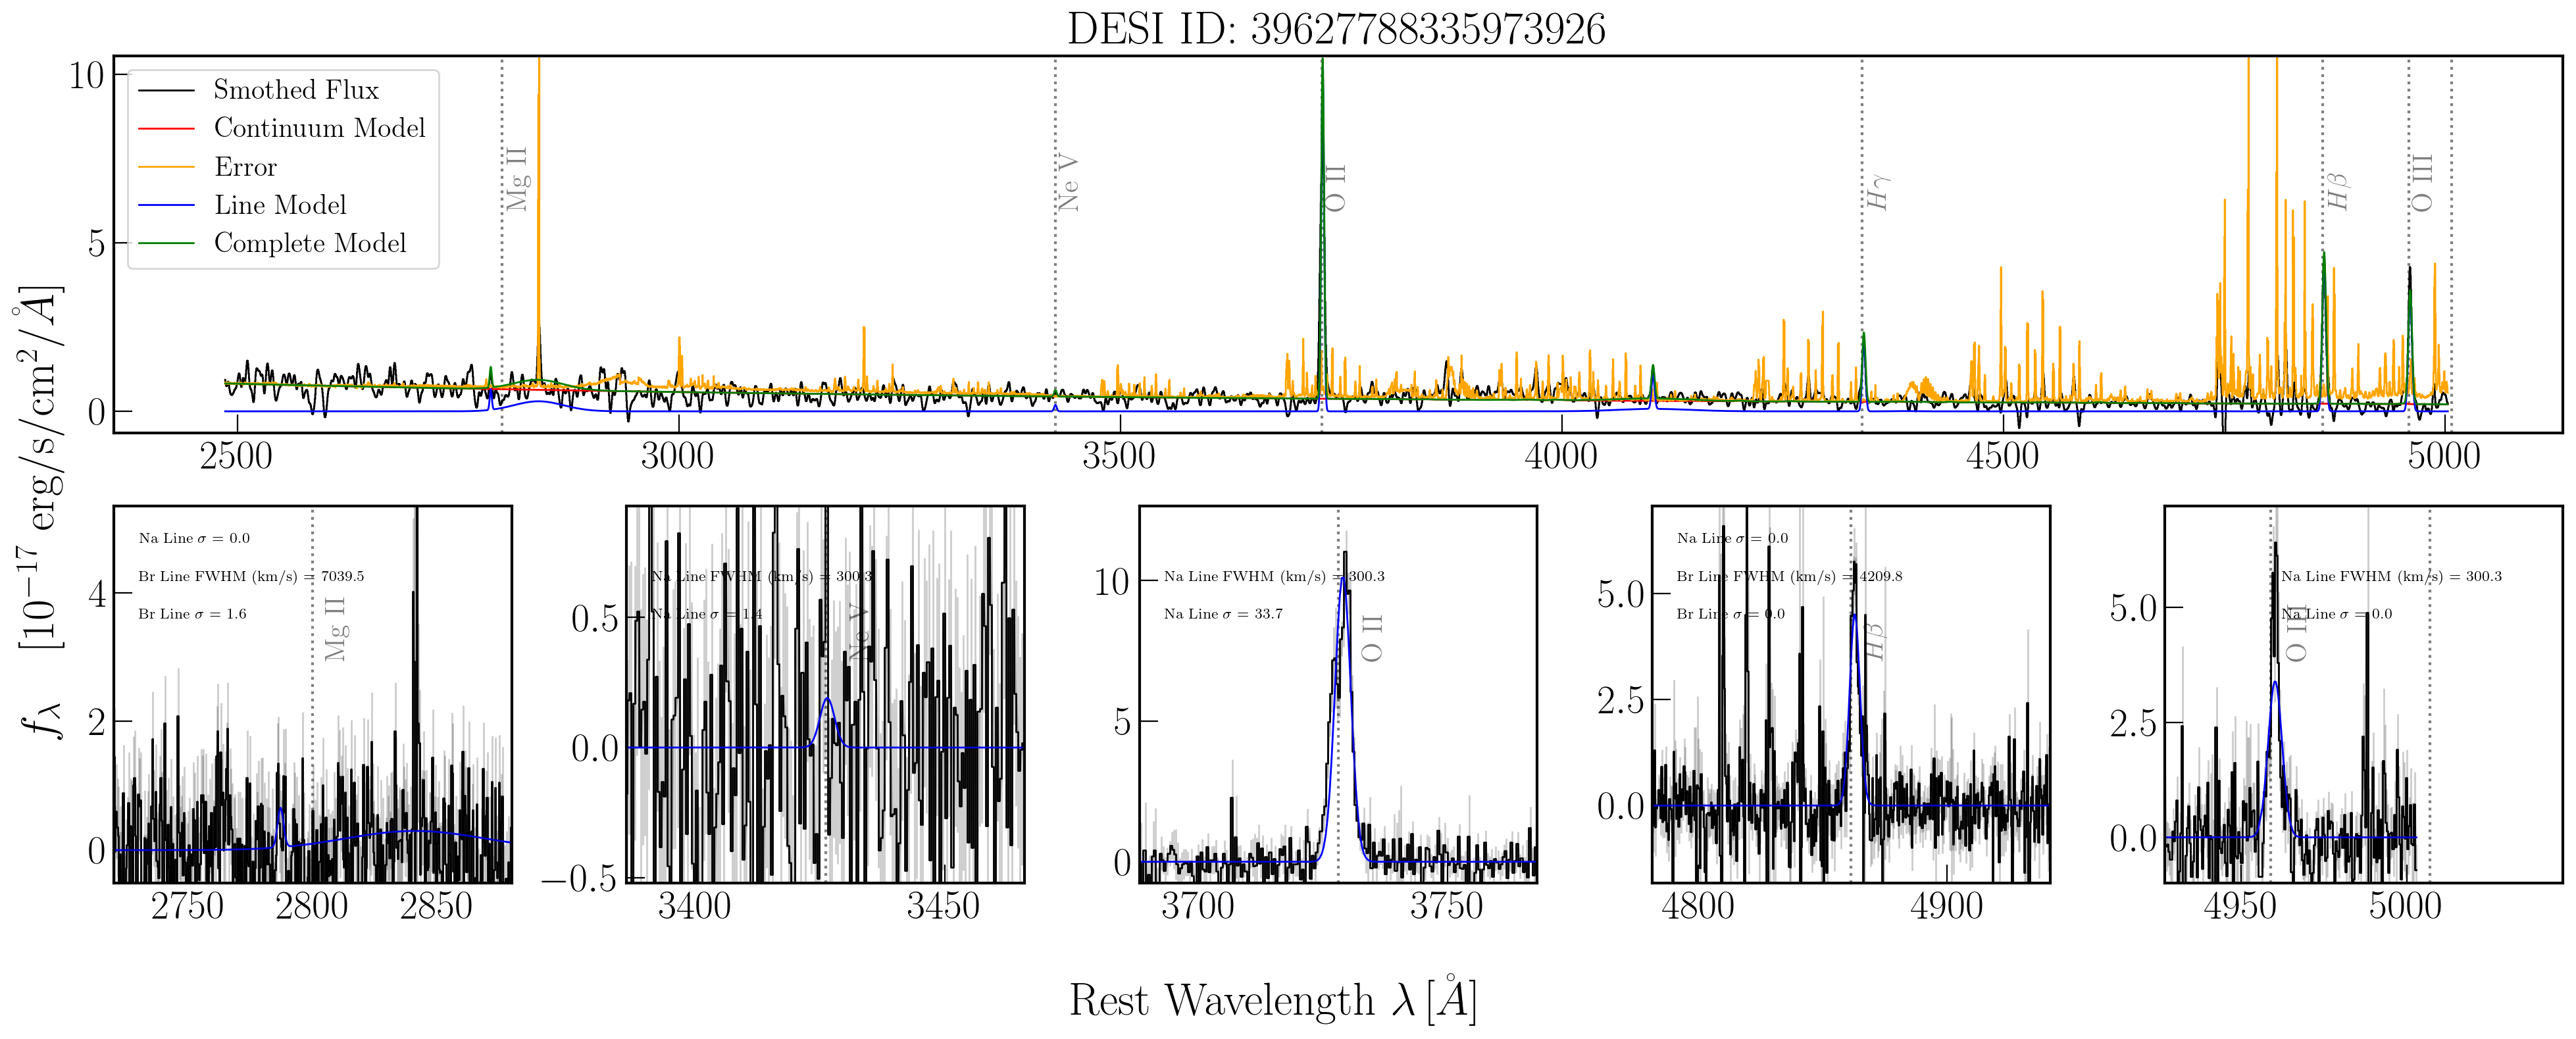 DESI ID: 39627788335973926
10
5
0
Smothed Flux
Continuum Model
Error
Line Model
Complete Model
Mg II
Ne V
O II
Hγ
Hβ
O III
2500 3000 3500 4000 4500 5000
f_λ [10^{-17} erg/s/cm^2/Å]
Na Line σ = 0.0
Br Line FWHM (km/s) = 7039.5
Br Line σ = 1.6
Mg II
4
2
0
2750 2800 2850
Na Line FWHM (km/s) = 300.3
Na Line σ = 1.4
Ne V
0.5
0.0
−0.5
3400 3450
Na Line FWHM (km/s) = 300.3
Na Line σ = 33.7
O II
10
5
0
3700 3750
Na Line σ = 0.0
Br Line FWHM (km/s) = 4209.8
Br Line σ = 0.0
Hβ
5.0
2.5
0.0
4800 4900
Na Line FWHM (km/s) = 300.3
Na Line σ = 0.0
O III
5.0
2.5
0.0
4950 5000
Rest Wavelength λ [Å]